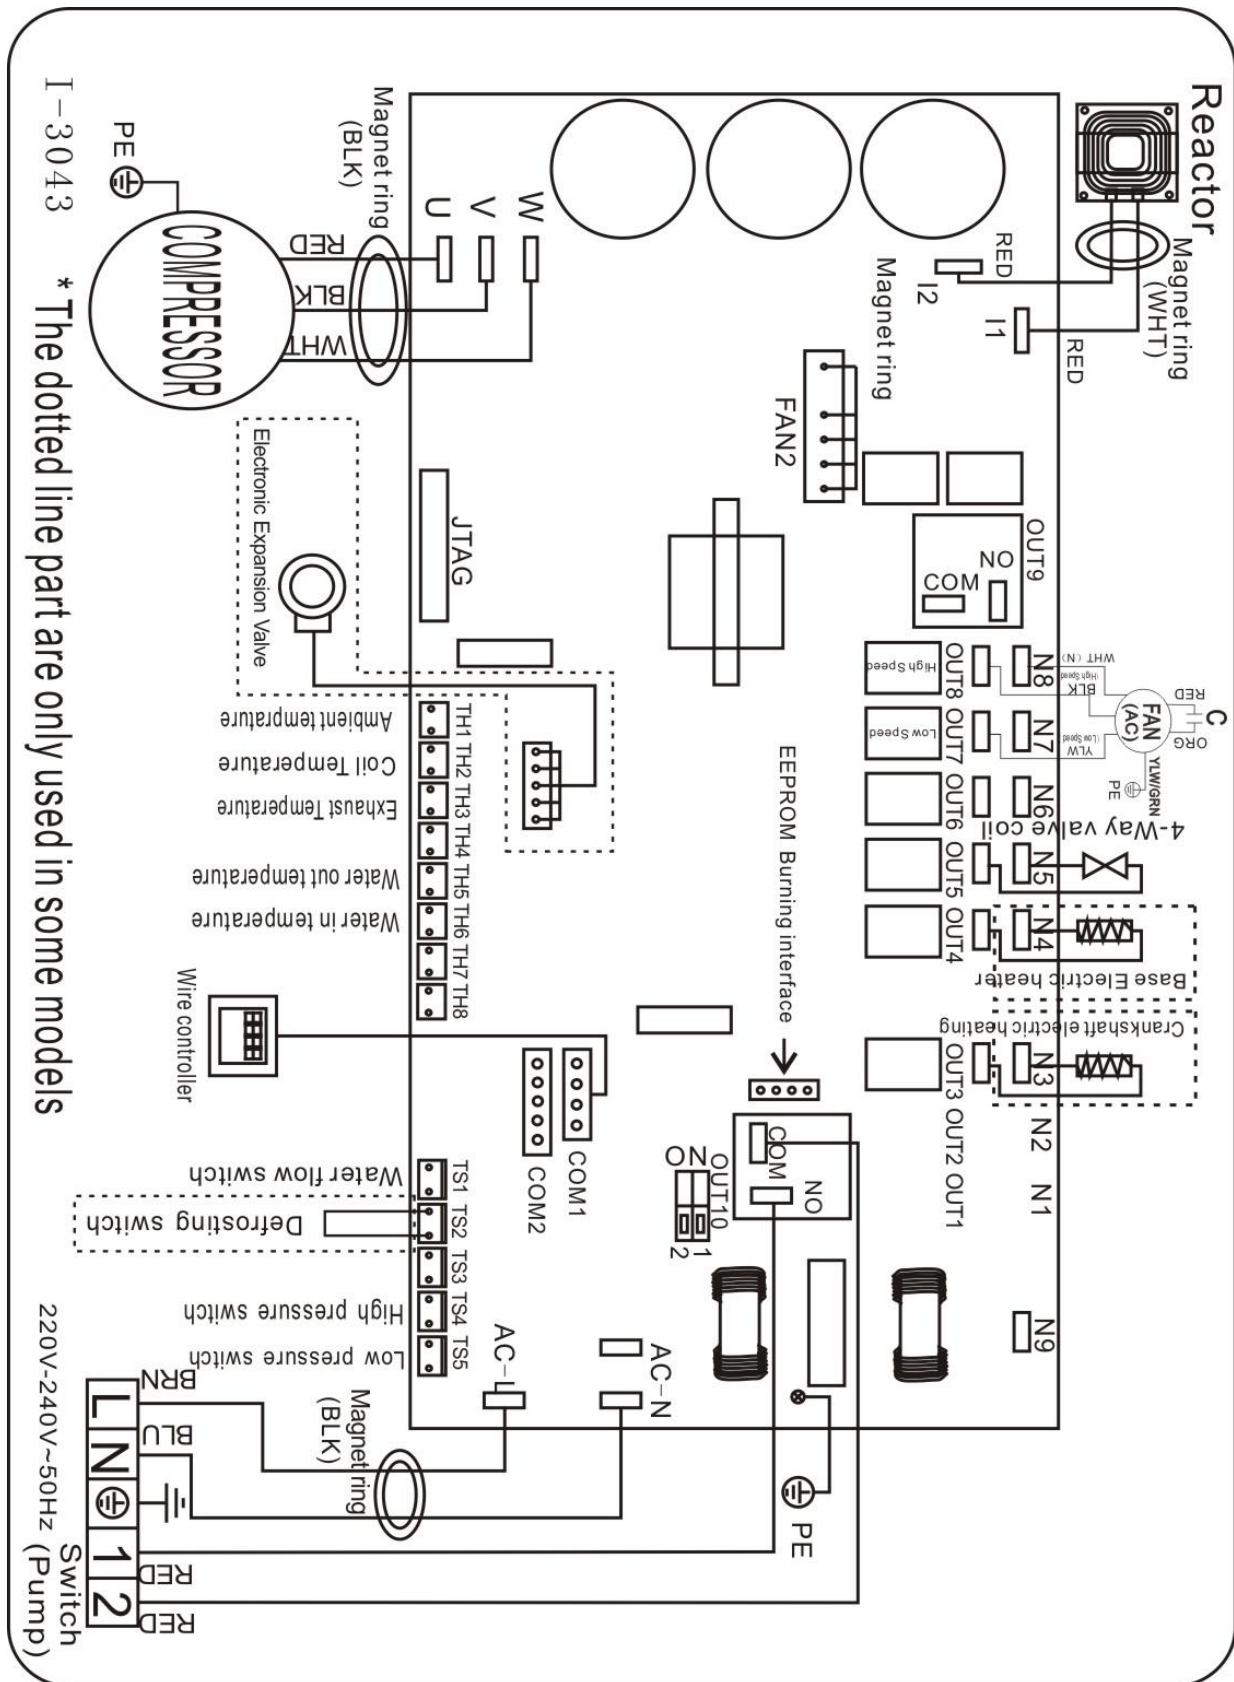 Reactor
Magnet ring
(WHT)
RED
RED
I2
I1
Magnet ring
FAN2
OUT9
NO
COM
Magnet ring
(BLK)
U
V
W
RED
BLK
WHT
COMPRESSOR
PE
I-3043
*The dotted line part are only used in some models
Electronic Expansion Valve
JTAG
High Speed
Low Speed
OUT8
OUT7
OUT6
OUT5
OUT4
OUT3
OUT2
OUT1
N8
N7
N6
N5
N4
N3
N2
N1
N9
WHT (N)
(High Speed)
BLK
(Low Speed)
YLW
FAN
(AC)
RED
C
ORG
YLW/GRN
PE
4-Way valve coil
Base Electric heater
Crankshaft electric heating
EEPROM Burning interface
TH1
TH2
TH3
TH4
TH5
TH6
TH7
TH8
Ambient temprature
Coil Temperature
Exhaust Temperature
Water out temperature
Water in temperature
Wire controller
COM1
COM2
COM
NO
OUT10
NO
1
2
TS1
TS2
TS3
TS4
TS5
Water flow switch
Defrosting switch
High pressure switch
Low pressure switch
AC-L
AC-N
PE
Magnet ring
(BLK)
BRN
BLU
RED
RED
L
N
1
2
220V-240V~50Hz
Switch
(Pump)